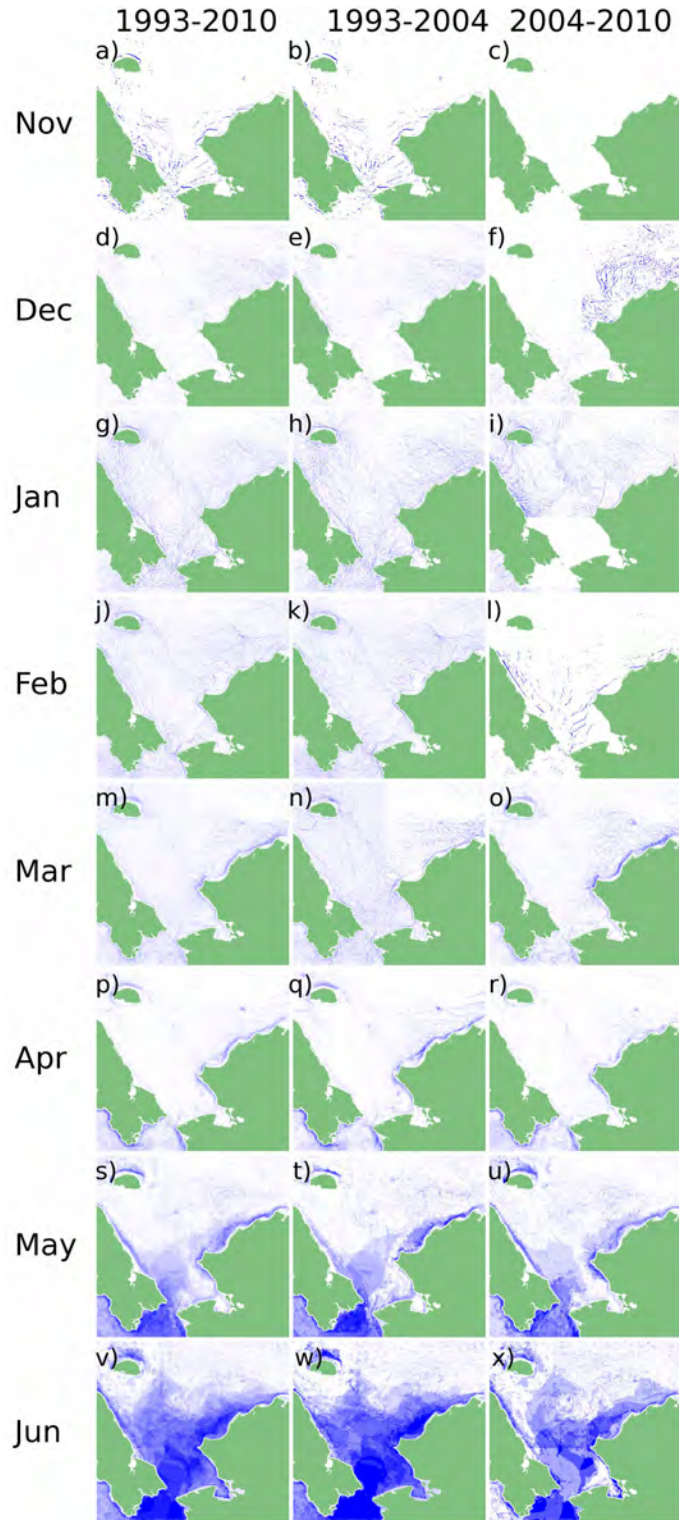 1993-2010 1993-2004 2004-2010
a) b) c)
Nov
d) e) f)
Dec
g) h) i)
Jan
j) k) l)
Feb
m) n) o)
Mar
p) q) r)
Apr
s) t) u)
May
v) w) x)
Jun